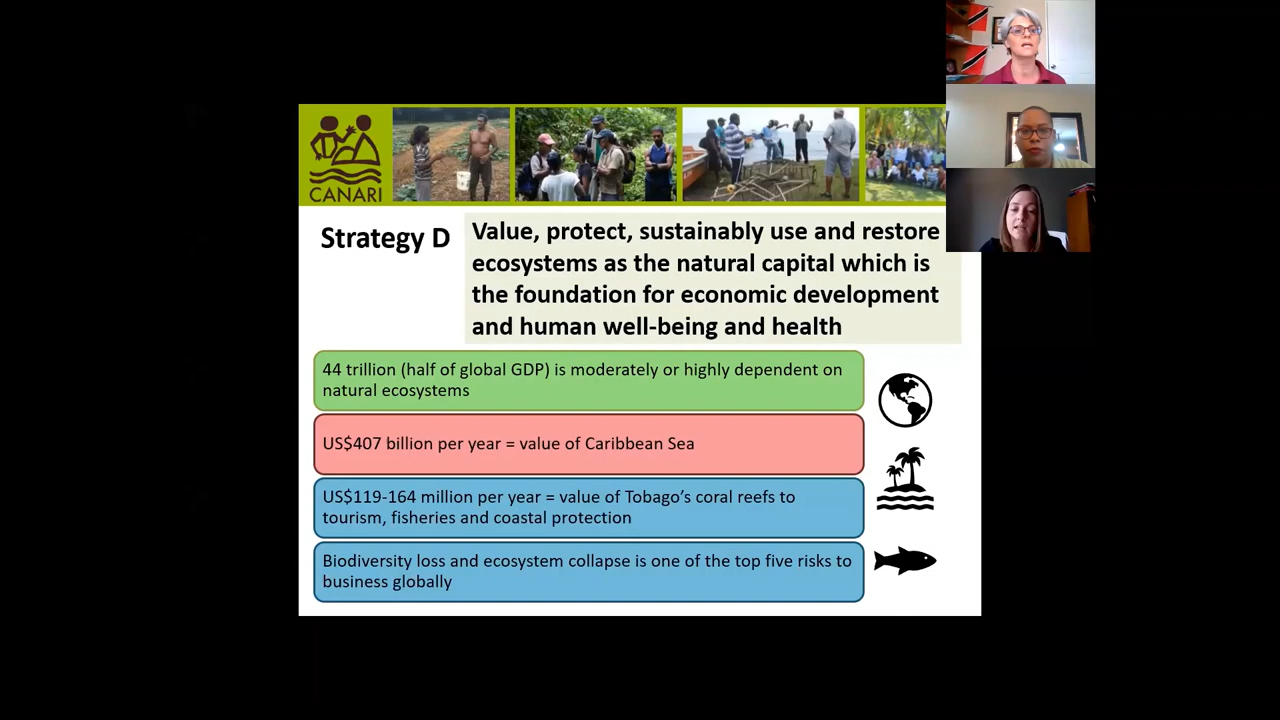 CANARI
Strategy D
Value, protect, sustainably use and restore
ecosystems as the natural capital which is
the foundation for economic development
and human well-being and health
44 trillion (half of global GDP) is moderately or highly dependent on
natural ecosystems
US$407 billion per year = value of Caribbean Sea
US$119-164 million per year = value of Tobago’s coral reefs to
tourism, fisheries and coastal protection
Biodiversity loss and ecosystem collapse is one of the top five risks to
business globally